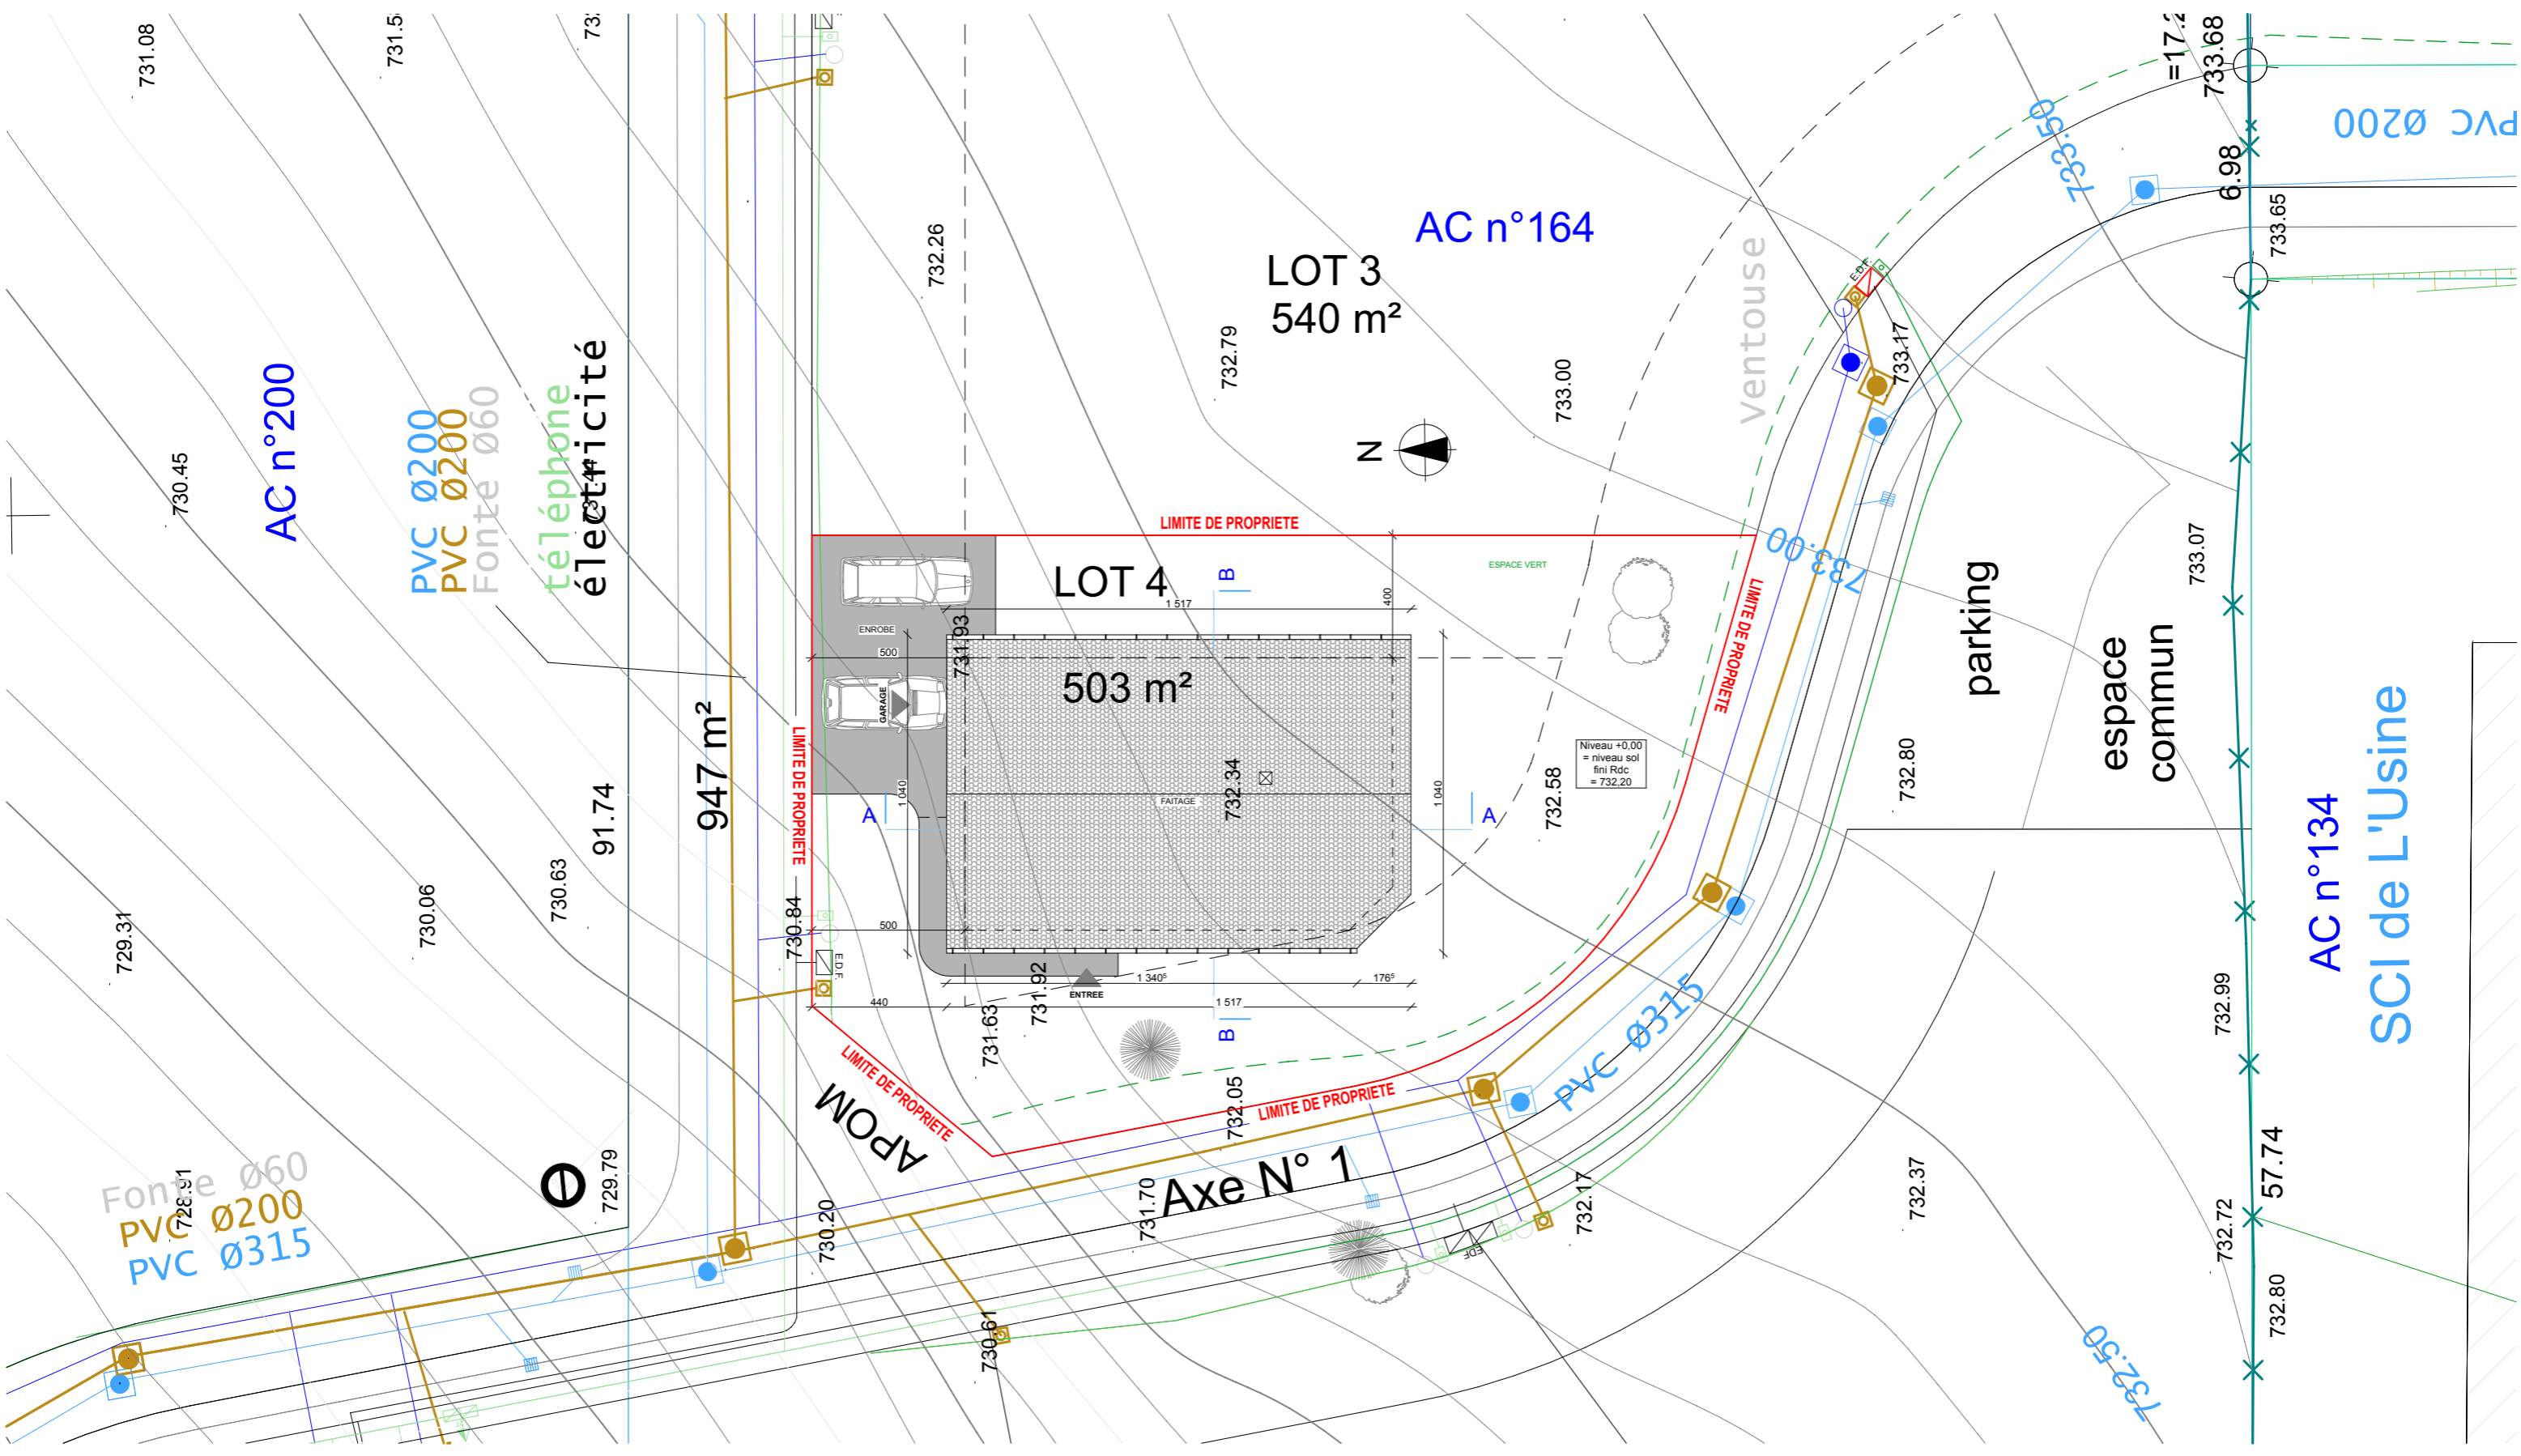 731.08
731.5
733.68
PVC Ø200
733.50
6.98
733.65
AC n°164
732.26
LOT 3
540 m²
ventouse
E.D.F.
733.17
732.79
733.00
N
AC n°200
730.45
PVC Ø200
PVC Ø200
Fonte Ø60
téléphone
électricité
LIMITE DE PROPRIETE
733.07
733.00
LOT 4
B
ESPACE VERT
1 517
400
ENROBE
731.93
500
503 m²
GARAGE
LIMITE DE PROPRIETE
parking
espace
commun
947 m²
91.74
LIMITE DE PROPRIETE
1 040
732.34
FAITAGE
1 040
Niveau +0,00
= niveau sol
fini Rdc
= 732,20
732.58
732.80
A
A
AC n°134
SCI de L'Usine
729.31
730.06
730.63
730.84
500
E.D.F.
440
ENTREE
1 340⁵
176⁵
1 517
731.92
731.63
B
732.99
PVC Ø315
LIMITE DE PROPRIETE
APOM
732.05
LIMITE DE PROPRIETE
Axe N° 1
Fonte Ø60
PVC Ø200
PVC Ø315
728.91
729.79
730.20
731.70
732.17
EDF
732.37
57.74
732.72
732.80
730.61
732.50